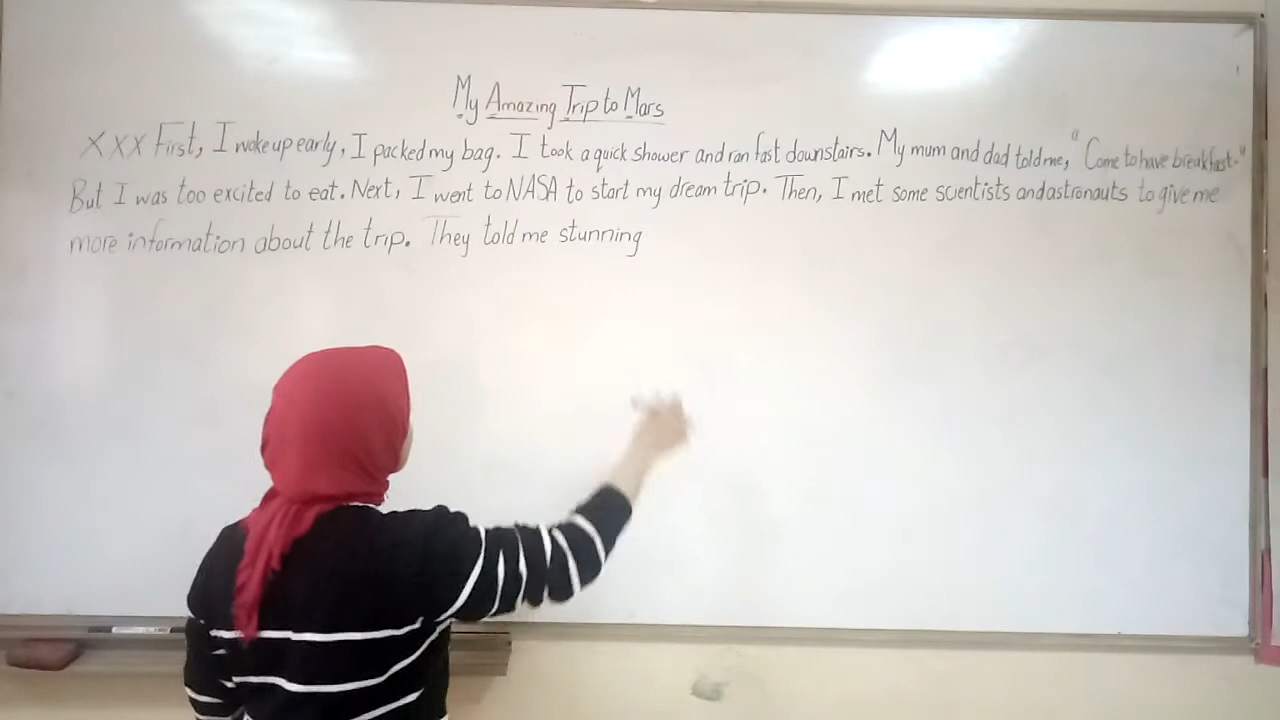 My Amazing Trip to Mars
XXX First, I woke up early, I packed my bag. I took a quick shower and ran fast downstairs. My mum and dad told me, "Come to have breakfast."
But I was too excited to eat. Next, I went to NASA to start my dream trip. Then, I met some scientists and astronauts to give me
more information about the trip. They told me stunning